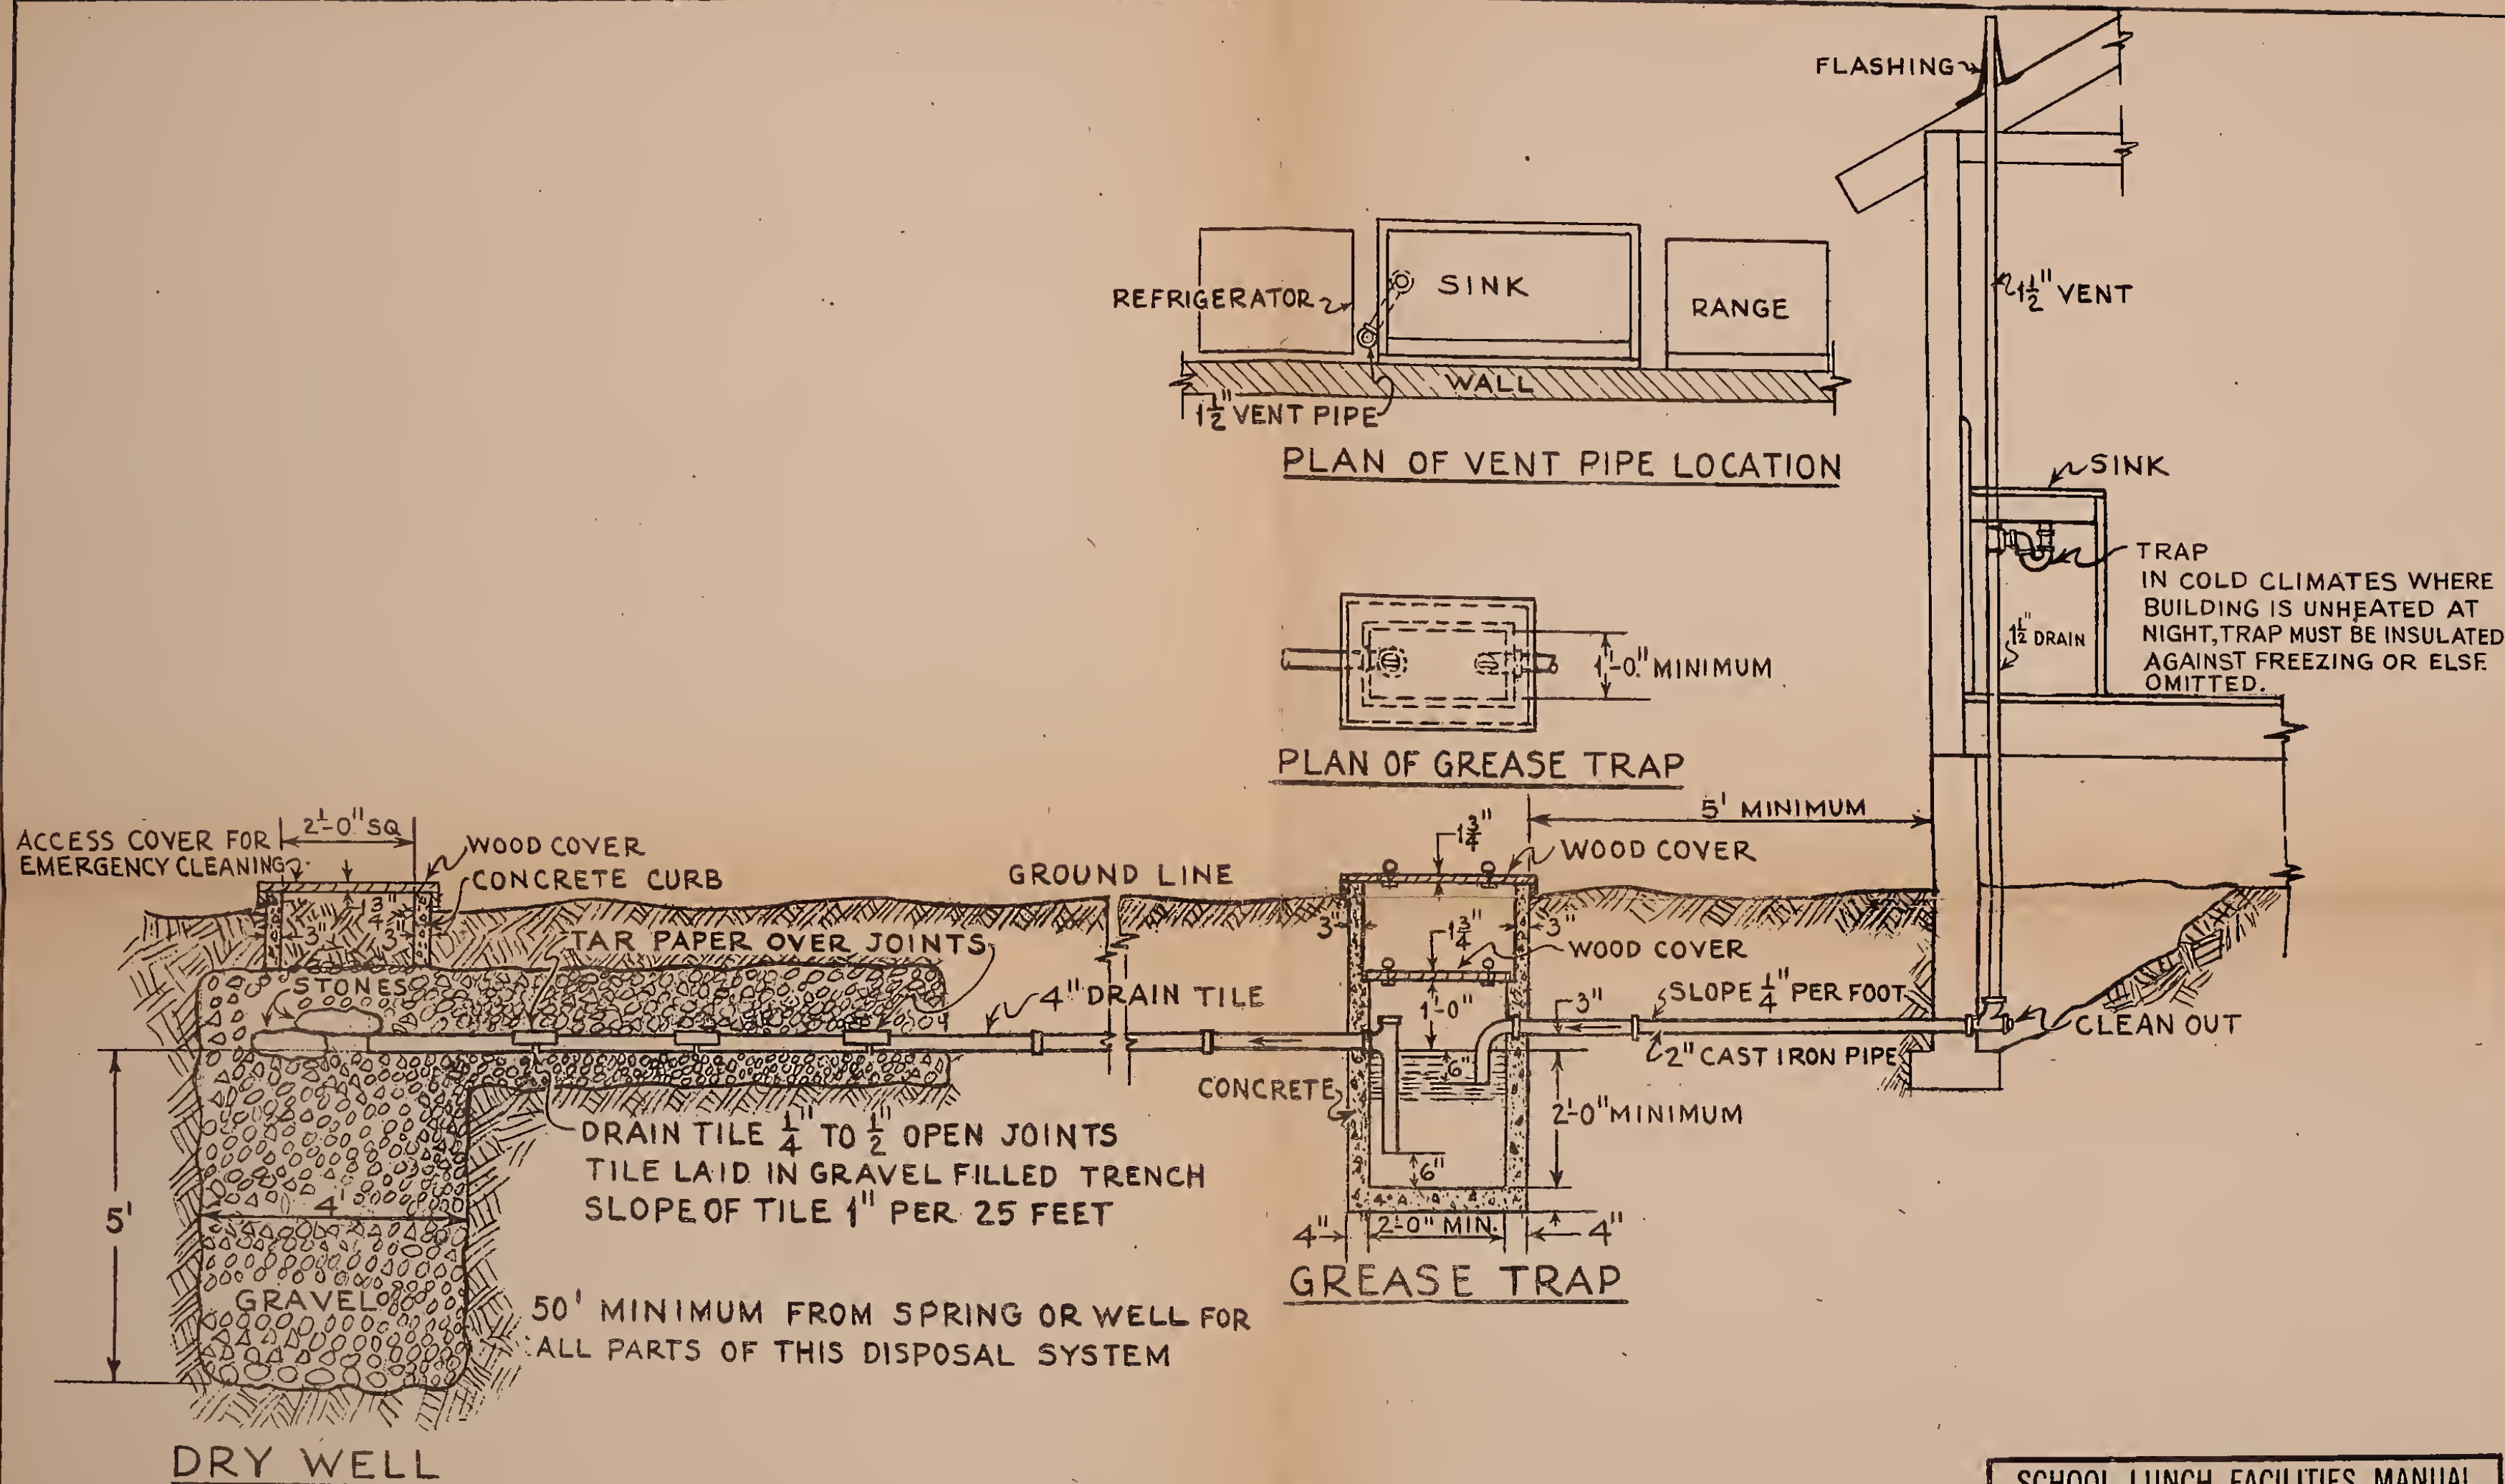 FLASHING
REFRIGERATOR
SINK
RANGE
1½" VENT
WALL
1½" VENT PIPE
PLAN OF VENT PIPE LOCATION
SINK
TRAP
IN COLD CLIMATES WHERE
BUILDING IS UNHEATED AT
NIGHT, TRAP MUST BE INSULATED
AGAINST FREEZING OR ELSE
OMITTED.
1½" DRAIN
1'-0" MINIMUM
PLAN OF GREASE TRAP
5' MINIMUM
ACCESS COVER FOR
EMERGENCY CLEANING
2'-0" SQ
WOOD COVER
CONCRETE CURB
1¾"
3"
3"
GROUND LINE
1¾"
WOOD COVER
3"
3"
1¾"
WOOD COVER
TAR PAPER OVER JOINTS
STONES
4" DRAIN TILE
1'-0"
3"
SLOPE ¼" PER FOOT
2" CAST IRON PIPE
CLEAN OUT
6"
CONCRETE
2'-0" MINIMUM
6"
DRAIN TILE ¼" TO ½" OPEN JOINTS
TILE LAID IN GRAVEL FILLED TRENCH
SLOPE OF TILE 1" PER 25 FEET
5'
4'
4"
2'-0" MIN.
4"
GREASE TRAP
GRAVEL
50' MINIMUM FROM SPRING OR WELL FOR
ALL PARTS OF THIS DISPOSAL SYSTEM
DRY WELL
SCHOOL LUNCH FACILITIES MANUAL